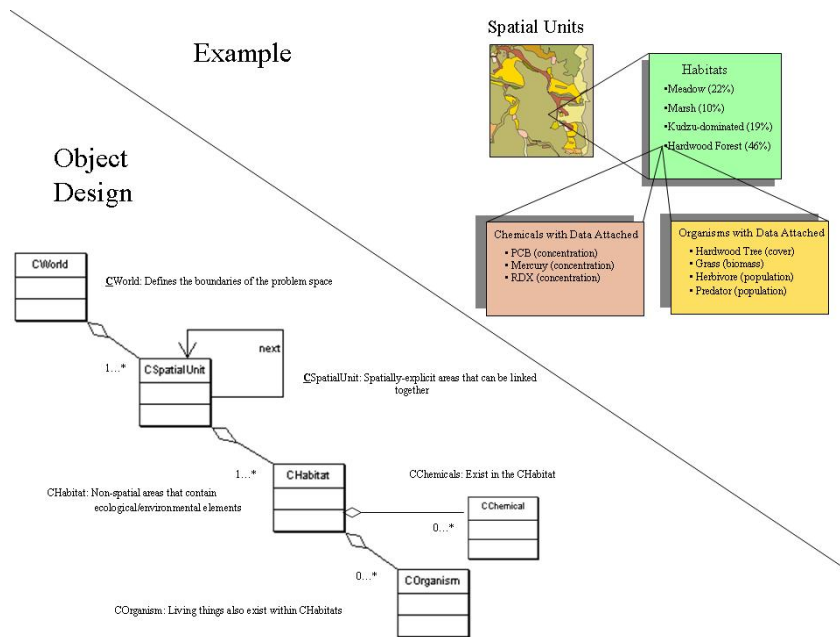 Example
Spatial Units
Habitats
•Meadow (22%)
•Marsh (10%)
•Kudzu-dominated (19%)
•Hardwood Forest (46%)
Chemicals with Data Attached
• PCB (concentration)
• Mercury (concentration)
• RDX (concentration)
Organisms with Data Attached
• Hardwood Tree (cover)
• Grass (biomass)
• Herbivore (population)
• Predator (population)
Object
Design
CWorld
CWorld: Defines the boundaries of the problem space
1...*
CSpatialUnit
next
CSpatialUnit: Spatially-explicit areas that can be linked
together
1...*
CHabitat
CHabitat: Non-spatial areas that contain
ecological/environmental elements
CChemicals: Exist in the CHabitat
CChemical
0...*
0...*
COrganism
COrganism: Living things also exist within CHabitats